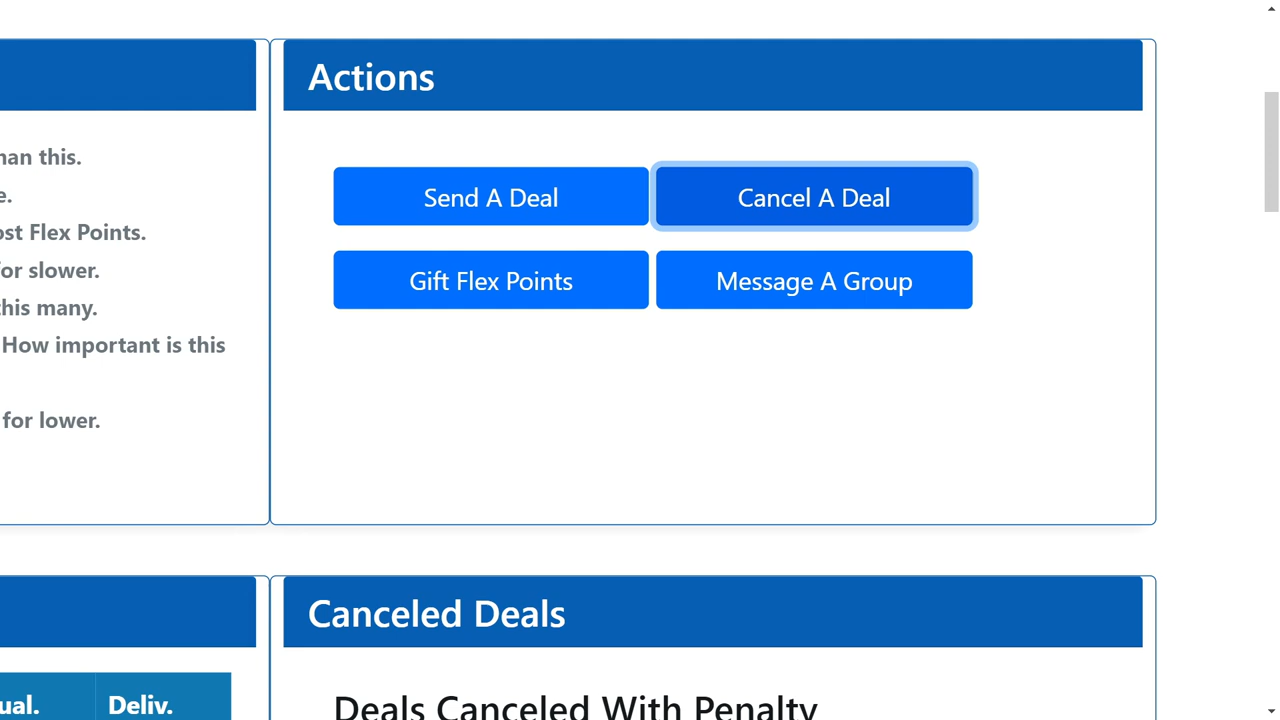 Actions
han this.
e.
ost Flex Points.
for slower.
this many.
How important is this
for lower.
Send A Deal
Cancel A Deal
Gift Flex Points
Message A Group
Canceled Deals
ual.
Deliv.
Deals Canceled With Penalty